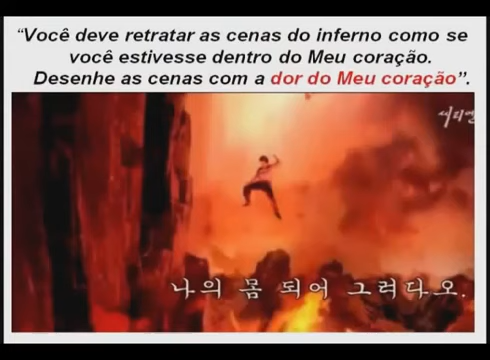 “Você deve retratar as cenas do inferno como se
você estivesse dentro do Meu coração.
Desenhe as cenas com a dor do Meu coração”.
나의 몸 되어 그려다오.